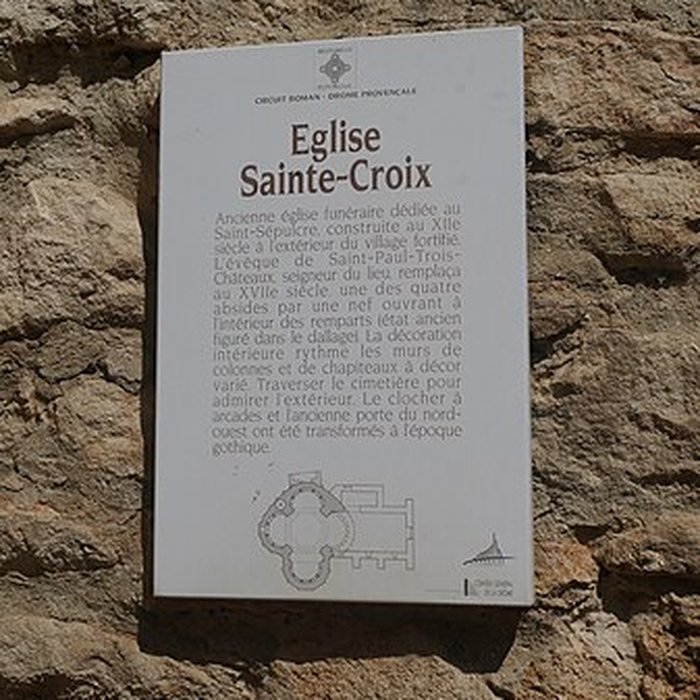 CIRCUIT ROMAN - DROME PROVENÇALE
Eglise
Sainte-Croix
Ancienne église funéraire dédiée au
Saint-Sépulcre, construite au XIIe
siècle à l'extérieur du village fortifié.
L'évêque de Saint-Paul-Trois-
Châteaux, seigneur du lieu, remplaça
au XVIIe siècle, une des quatre
absides par une nef ouvrant à
l'intérieur des remparts (état ancien
figuré dans le dallage). La décoration
intérieure rythme les murs de
colonnes et de chapiteaux à décor
varié. Traverser le cimetière pour
admirer l'extérieur. Le clocher à
arcades et l'ancienne porte du nord-
ouest ont été transformés à l'époque
gothique.